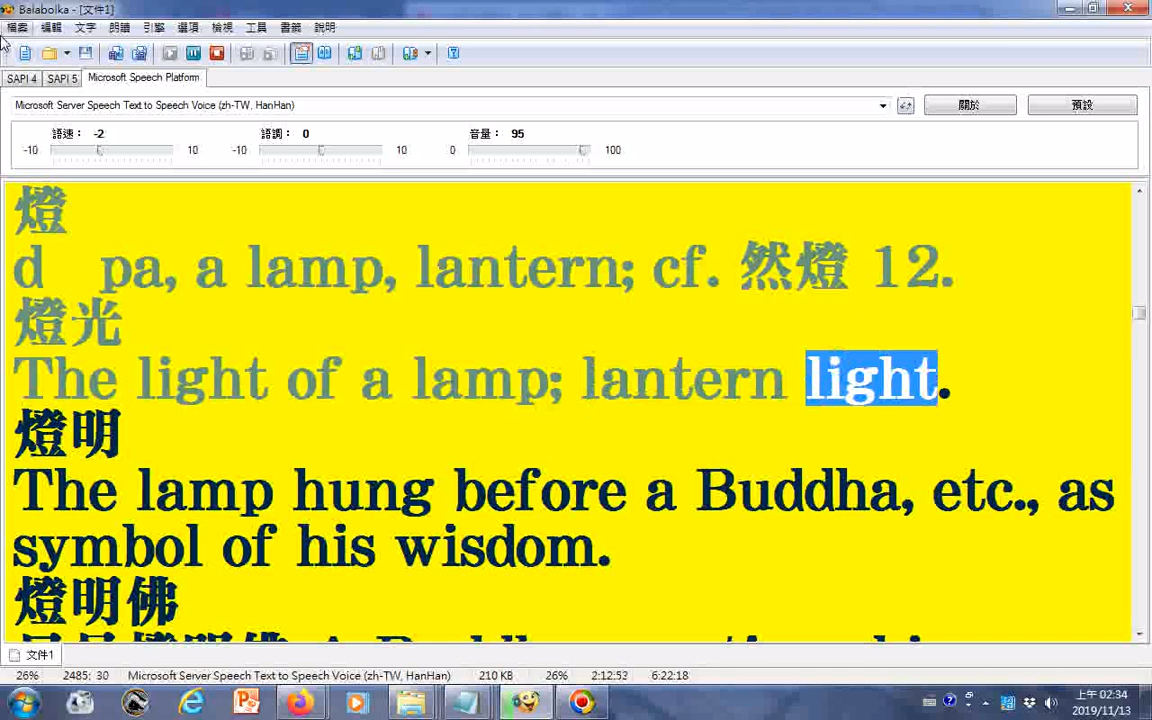 Balabolka - [文件1]
檔案 編輯 文字 朗讀 引擎 選項 檢視 工具 書籤 說明
SAPI 4 SAPI 5 Microsoft Speech Platform
Microsoft Server Speech Text to Speech Voice (zh-TW, HanHan) 關於 預設
語速： -2 語調： 0 音量： 95
-10 10 -10 10 0 100
燈
d pa, a lamp, lantern; cf. 然燈 12.
燈光
The light of a lamp; lantern light.
燈明
The lamp hung before a Buddha, etc., as
symbol of his wisdom.
燈明佛
文件1
26% 2485: 30 Microsoft Server Speech Text to Speech Voice (zh-TW, HanHan) 210 KB 26% 2:12:53 6:22:18
上午 02:34
2019/11/13